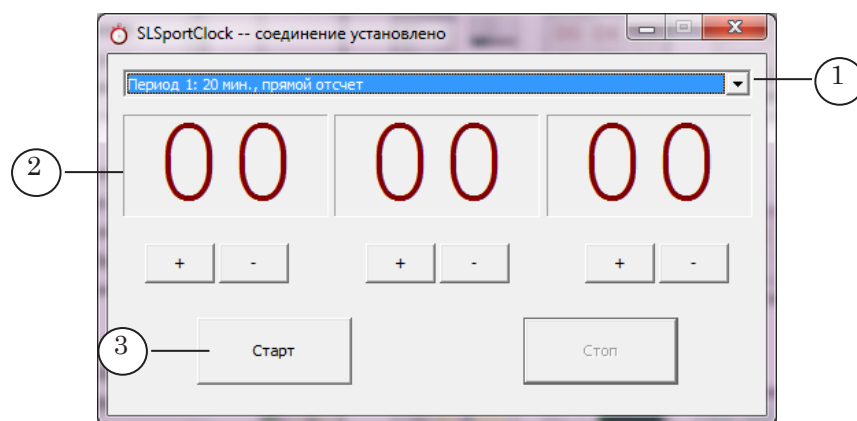 SLSportClock -- соединение установлено
Период 1: 20 мин., прямой отсчет
1
00 00 00
2
+ - + - + -
3
Старт Стоп